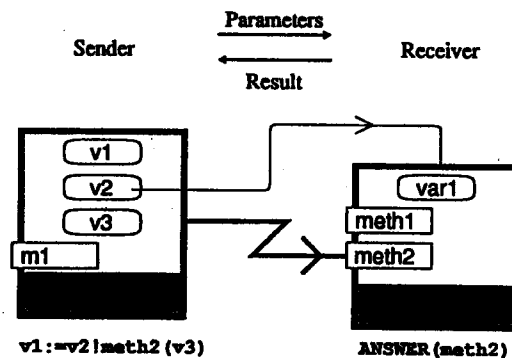 Parameters
Sender
Receiver
Result
v1
v2
v3
m1
var1
meth1
meth2
v1:=v2!meth2(v3)
ANSWER(meth2)